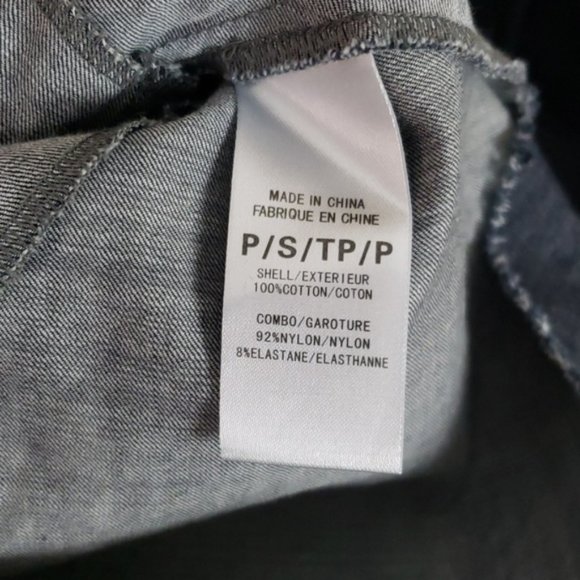 MADE IN CHINA
FABRIQUE EN CHINE
P/S/TP/P
SHELL/EXTERIEUR
100%COTTON/COTON
COMBO/GAROTURE
92%NYLON/NYLON
8%ELASTANE/ELASTHANNE